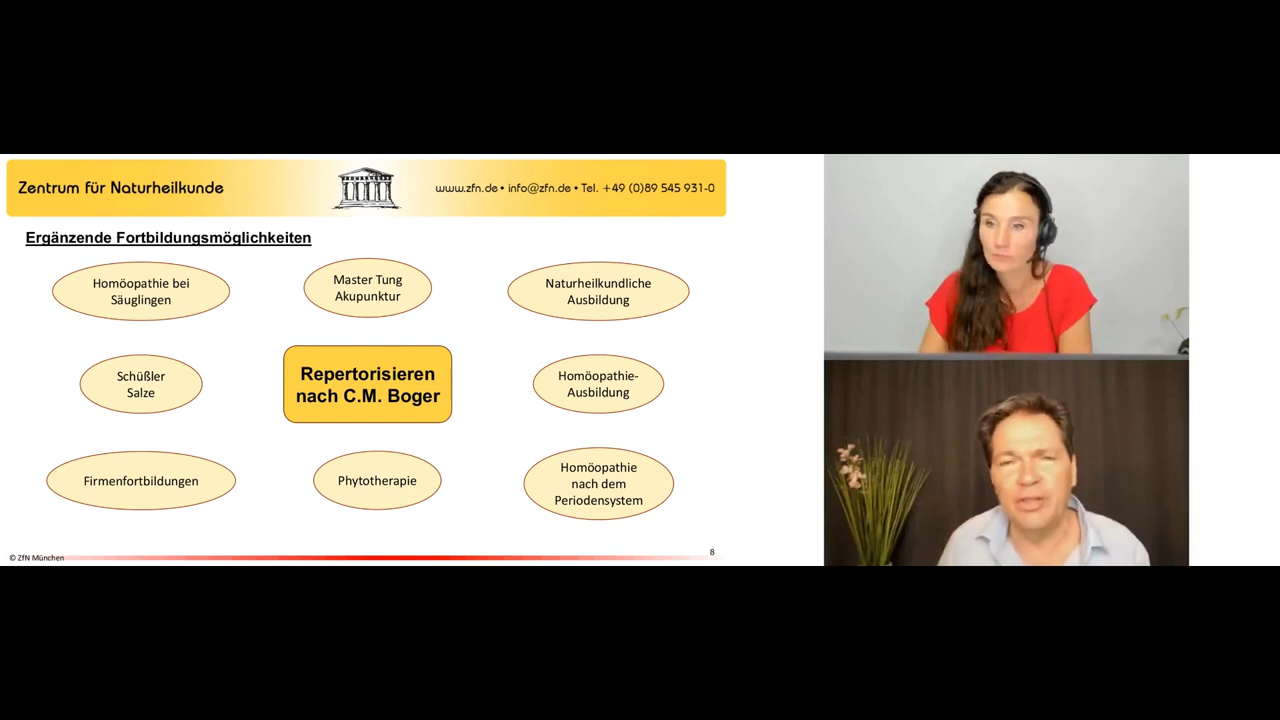 Zentrum für Naturheilkunde
www.zfn.de • info@zfn.de • Tel. +49 (0)89 545 931-0
Ergänzende Fortbildungsmöglichkeiten
Homöopathie bei
Säuglingen
Master Tung
Akupunktur
Naturheilkundliche
Ausbildung
Schüßler
Salze
Repertorisieren
nach C.M. Boger
Homöopathie-
Ausbildung
Firmenfortbildungen
Phytotherapie
Homöopathie
nach dem
Periodensystem
© ZfN München
8